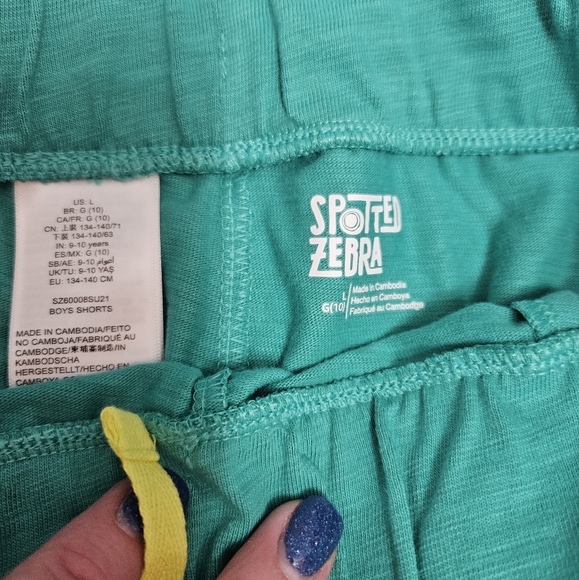 US: L
BR: G (10)
CA/FR: G (10)
CN: 上装 134-140/71
下装 134-140/63
IN: 9-10 years
ES/MX: G (10)
SB/AE: 9-10 أعوام
UK/TU: 9-10 YAŞ
EU: 134-140 CM
SZ60008SU21
BOYS SHORTS
MADE IN CAMBODIA/FEITO
NO CAMBOJA/FABRIQUÉ AU
CAMBODGE/柬埔寨制造/IN
KAMBODSCHA
HERGESTELLT/HECHO EN
SPOTTED
ZEBRA
L
G(10)
Made in Cambodia
Hecho en Camboya
Fabriqué au Cambodge